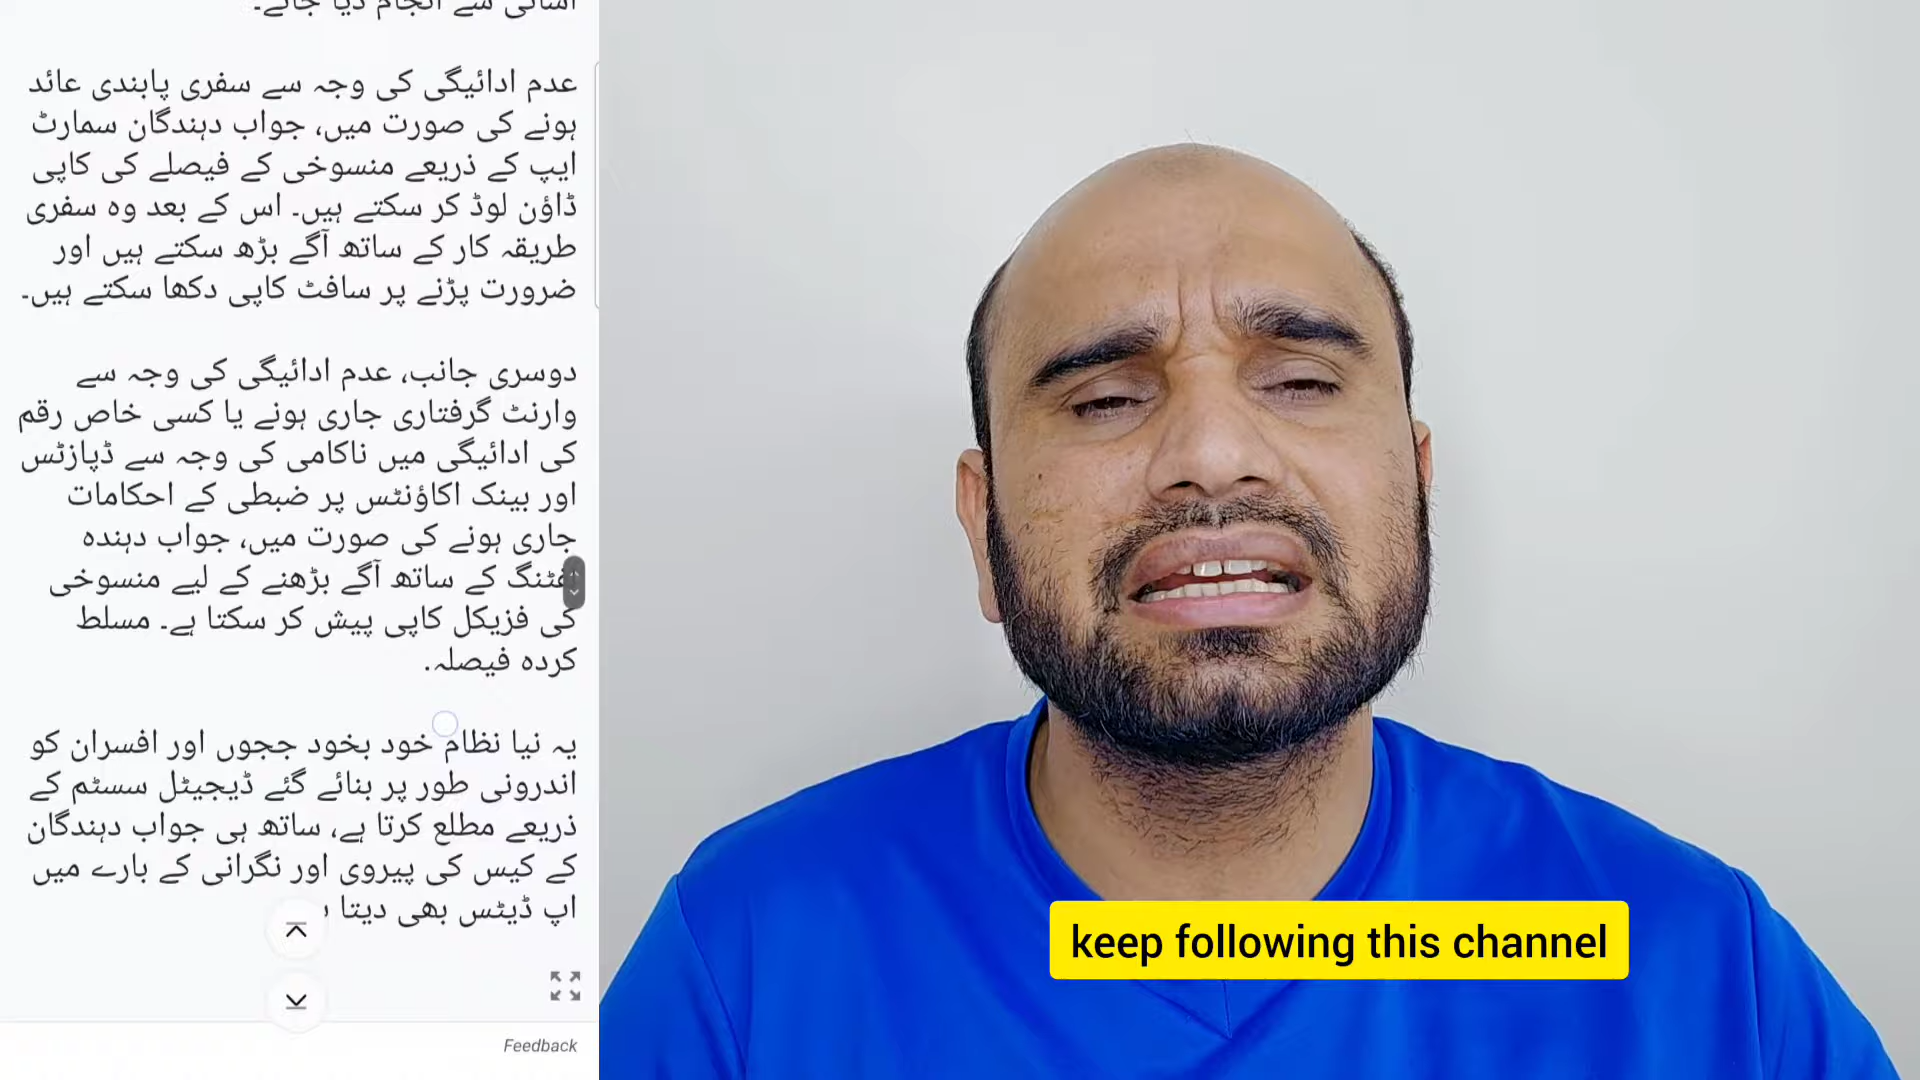 آسانی سے انجام دیا جائے۔
عدم ادائیگی کی وجہ سے سفری پابندی عائد
ہونے کی صورت میں، جواب دہندگان سمارٹ
ایپ کے ذریعے منسوخی کے فیصلے کی کاپی
ڈاؤن لوڈ کر سکتے ہیں۔ اس کے بعد وہ سفری
طریقہ کار کے ساتھ آگے بڑھ سکتے ہیں اور
ضرورت پڑنے پر سافٹ کاپی دکھا سکتے ہیں۔
دوسری جانب، عدم ادائیگی کی وجہ سے
وارنٹ گرفتاری جاری ہونے یا کسی خاص رقم
کی ادائیگی میں ناکامی کی وجہ سے ڈپازٹس
اور بینک اکاؤنٹس پر ضبطی کے احکامات
جاری ہونے کی صورت میں، جواب دہندہ
کے ساتھ آگے بڑھنے کے لیے منسوخی
کی فزیکل کاپی پیش کر سکتا ہے۔ مسلط
کردہ فیصلہ.
یہ نیا نظام خود بخود ججوں اور افسران کو
اندرونی طور پر بنائے گئے ڈیجیٹل سسٹم کے
ذریعے مطلع کرتا ہے، ساتھ ہی جواب دہندگان
کے کیس کی پیروی اور نگرانی کے بارے میں
اپ ڈیٹس بھی دیتا
Feedback
keep following this channel